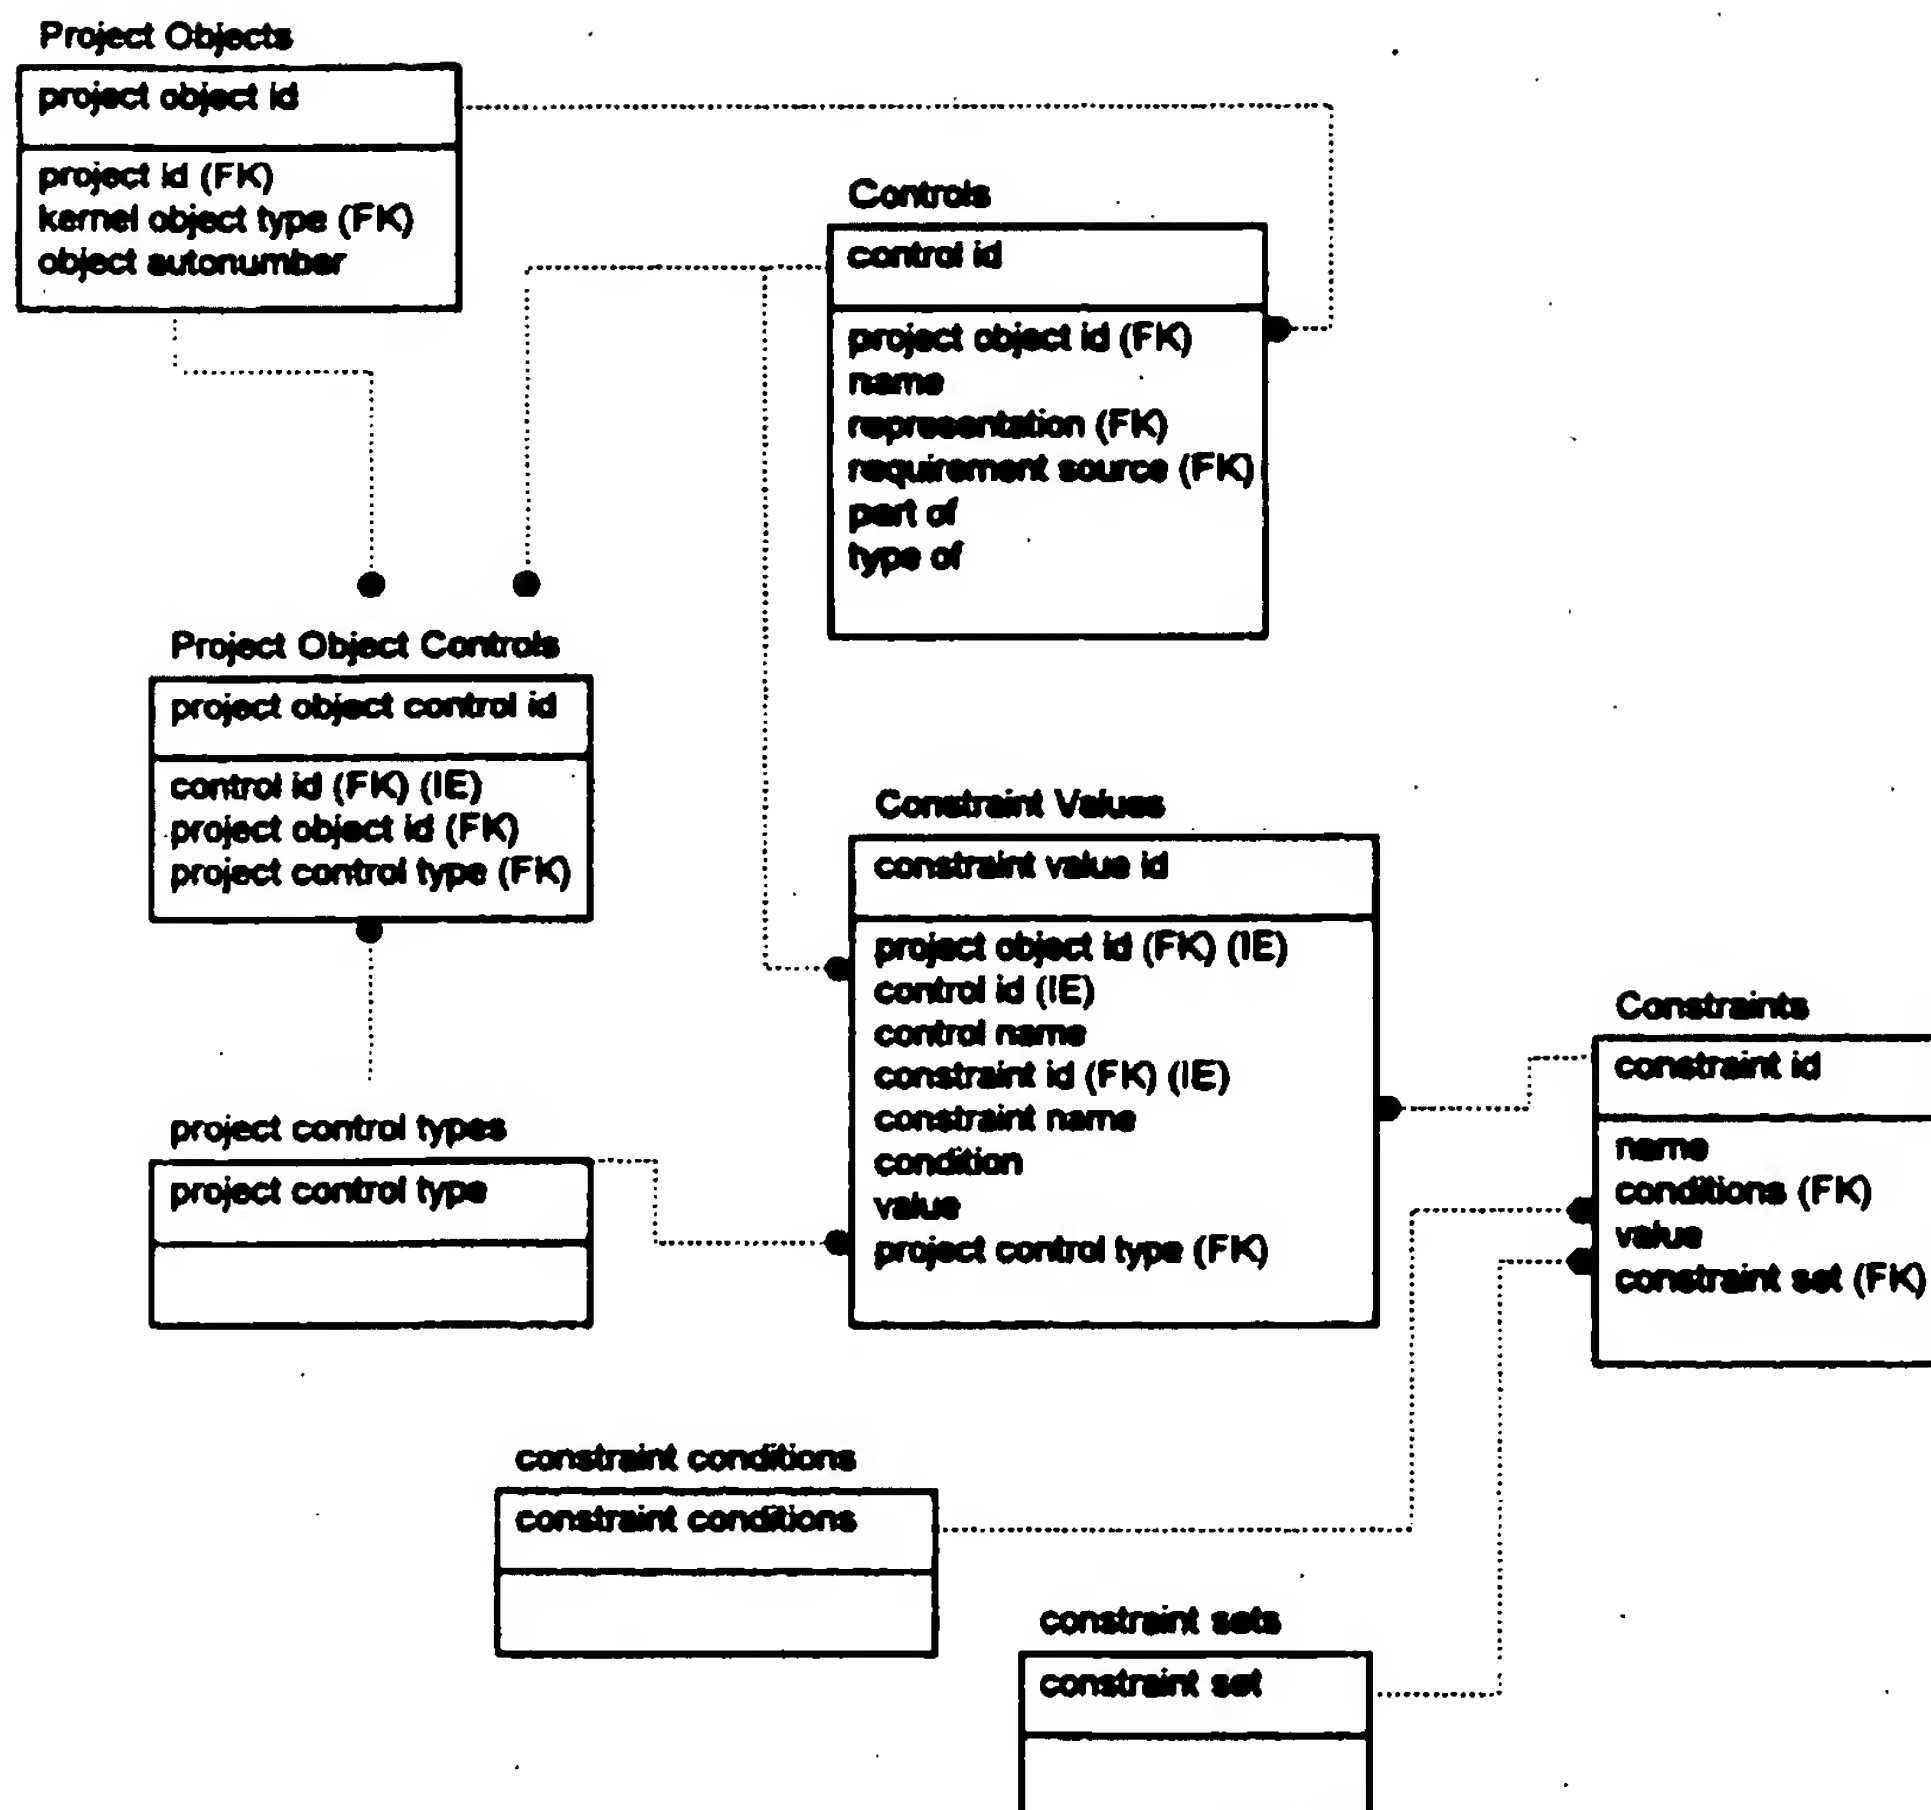 Project Objects
project object id
project id (FK)
kernel object type (FK)
object autonumber
Controls
control id
project object id (FK)
name
representation (FK)
requirement source (FK)
part of
type of
Project Object Controls
project object control id
control id (FK) (IE)
project object id (FK)
project control type (FK)
Constraint Values
constraint value id
project object id (FK) (IE)
control id (IE)
control name
constraint id (FK) (IE)
constraint name
condition
value
project control type (FK)
Constraints
constraint id
name
conditions (FK)
value
constraint set (FK)
project control types
project control type
constraint conditions
constraint conditions
constraint sets
constraint set